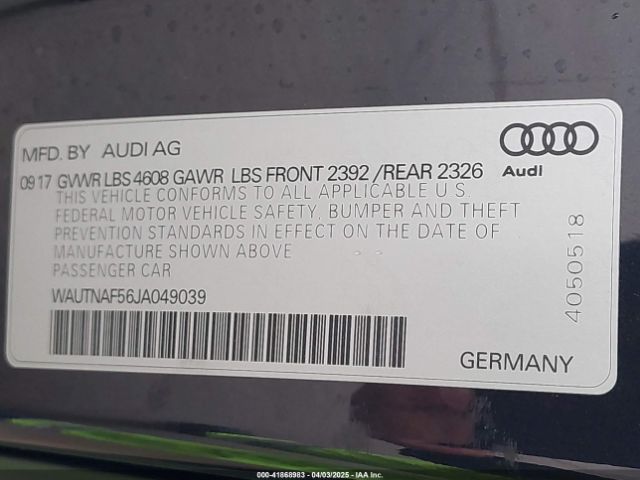 MFD. BY AUDI AG
09 17 GVWR LBS 4608 GAWR LBS FRONT 2392 /REAR 2326
THIS VEHICLE CONFORMS TO ALL APPLICABLE U S
FEDERAL MOTOR VEHICLE SAFETY, BUMPER AND THEFT
PREVENTION STANDARDS IN EFFECT ON THE DATE OF
MANUFACTURE SHOWN ABOVE
PASSENGER CAR
WAUTNAF56JA049039
Audi
4050518
GERMANY
000-41868983 - 04/03/2025 - IAA Inc.